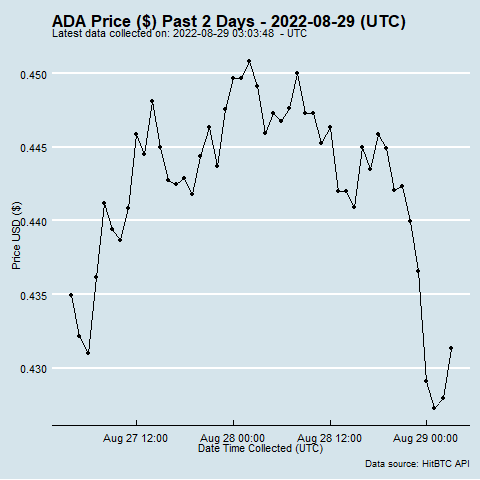 ADA Price ($) Past 2 Days - 2022-08-29 (UTC)
Latest data collected on: 2022-08-29 03:03:48  - UTC
0.450
0.445
0.440
0.435
0.430
Price USD ($)
Aug 27 12:00
Aug 28 00:00
Aug 28 12:00
Aug 29 00:00
Date Time Collected (UTC)
Data source: HitBTC API